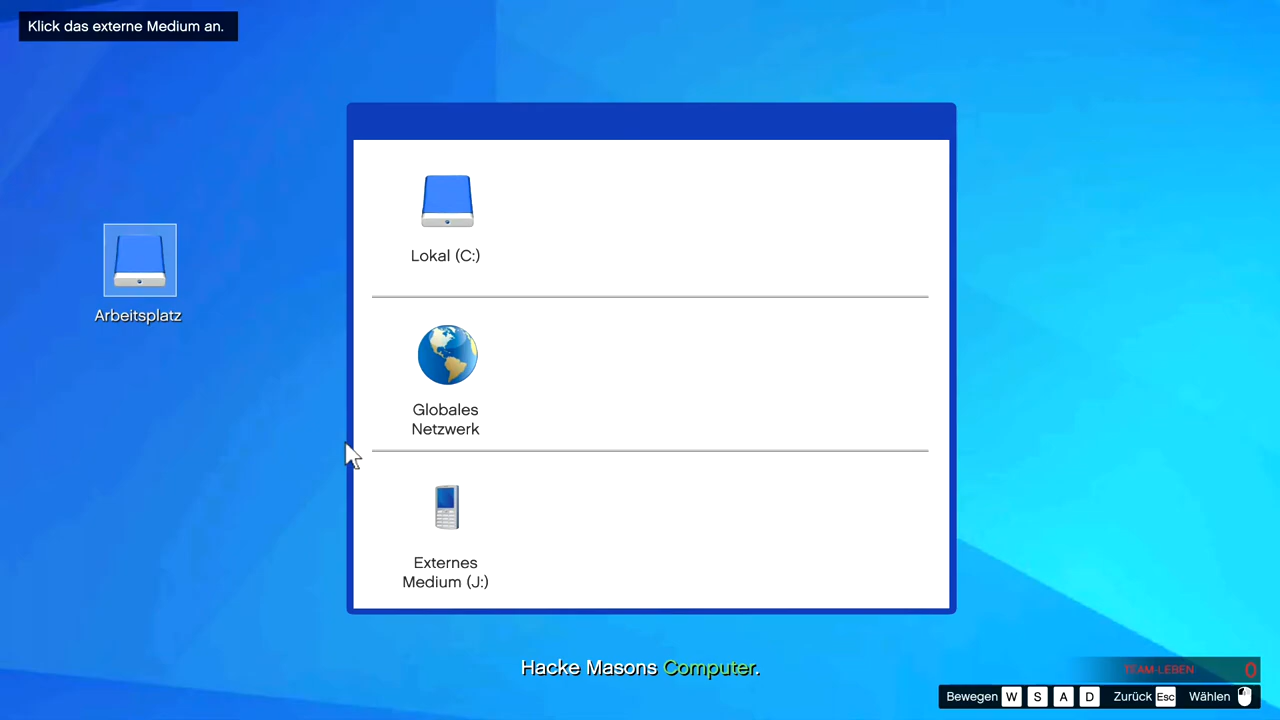 Klick das externe Medium an.
Lokal (C:)
Arbeitsplatz
Globales
Netzwerk
Externes
Medium (J:)
Hacke Masons Computer.
TEAM-LEBEN 0
Bewegen W S A D Zurück Esc Wählen